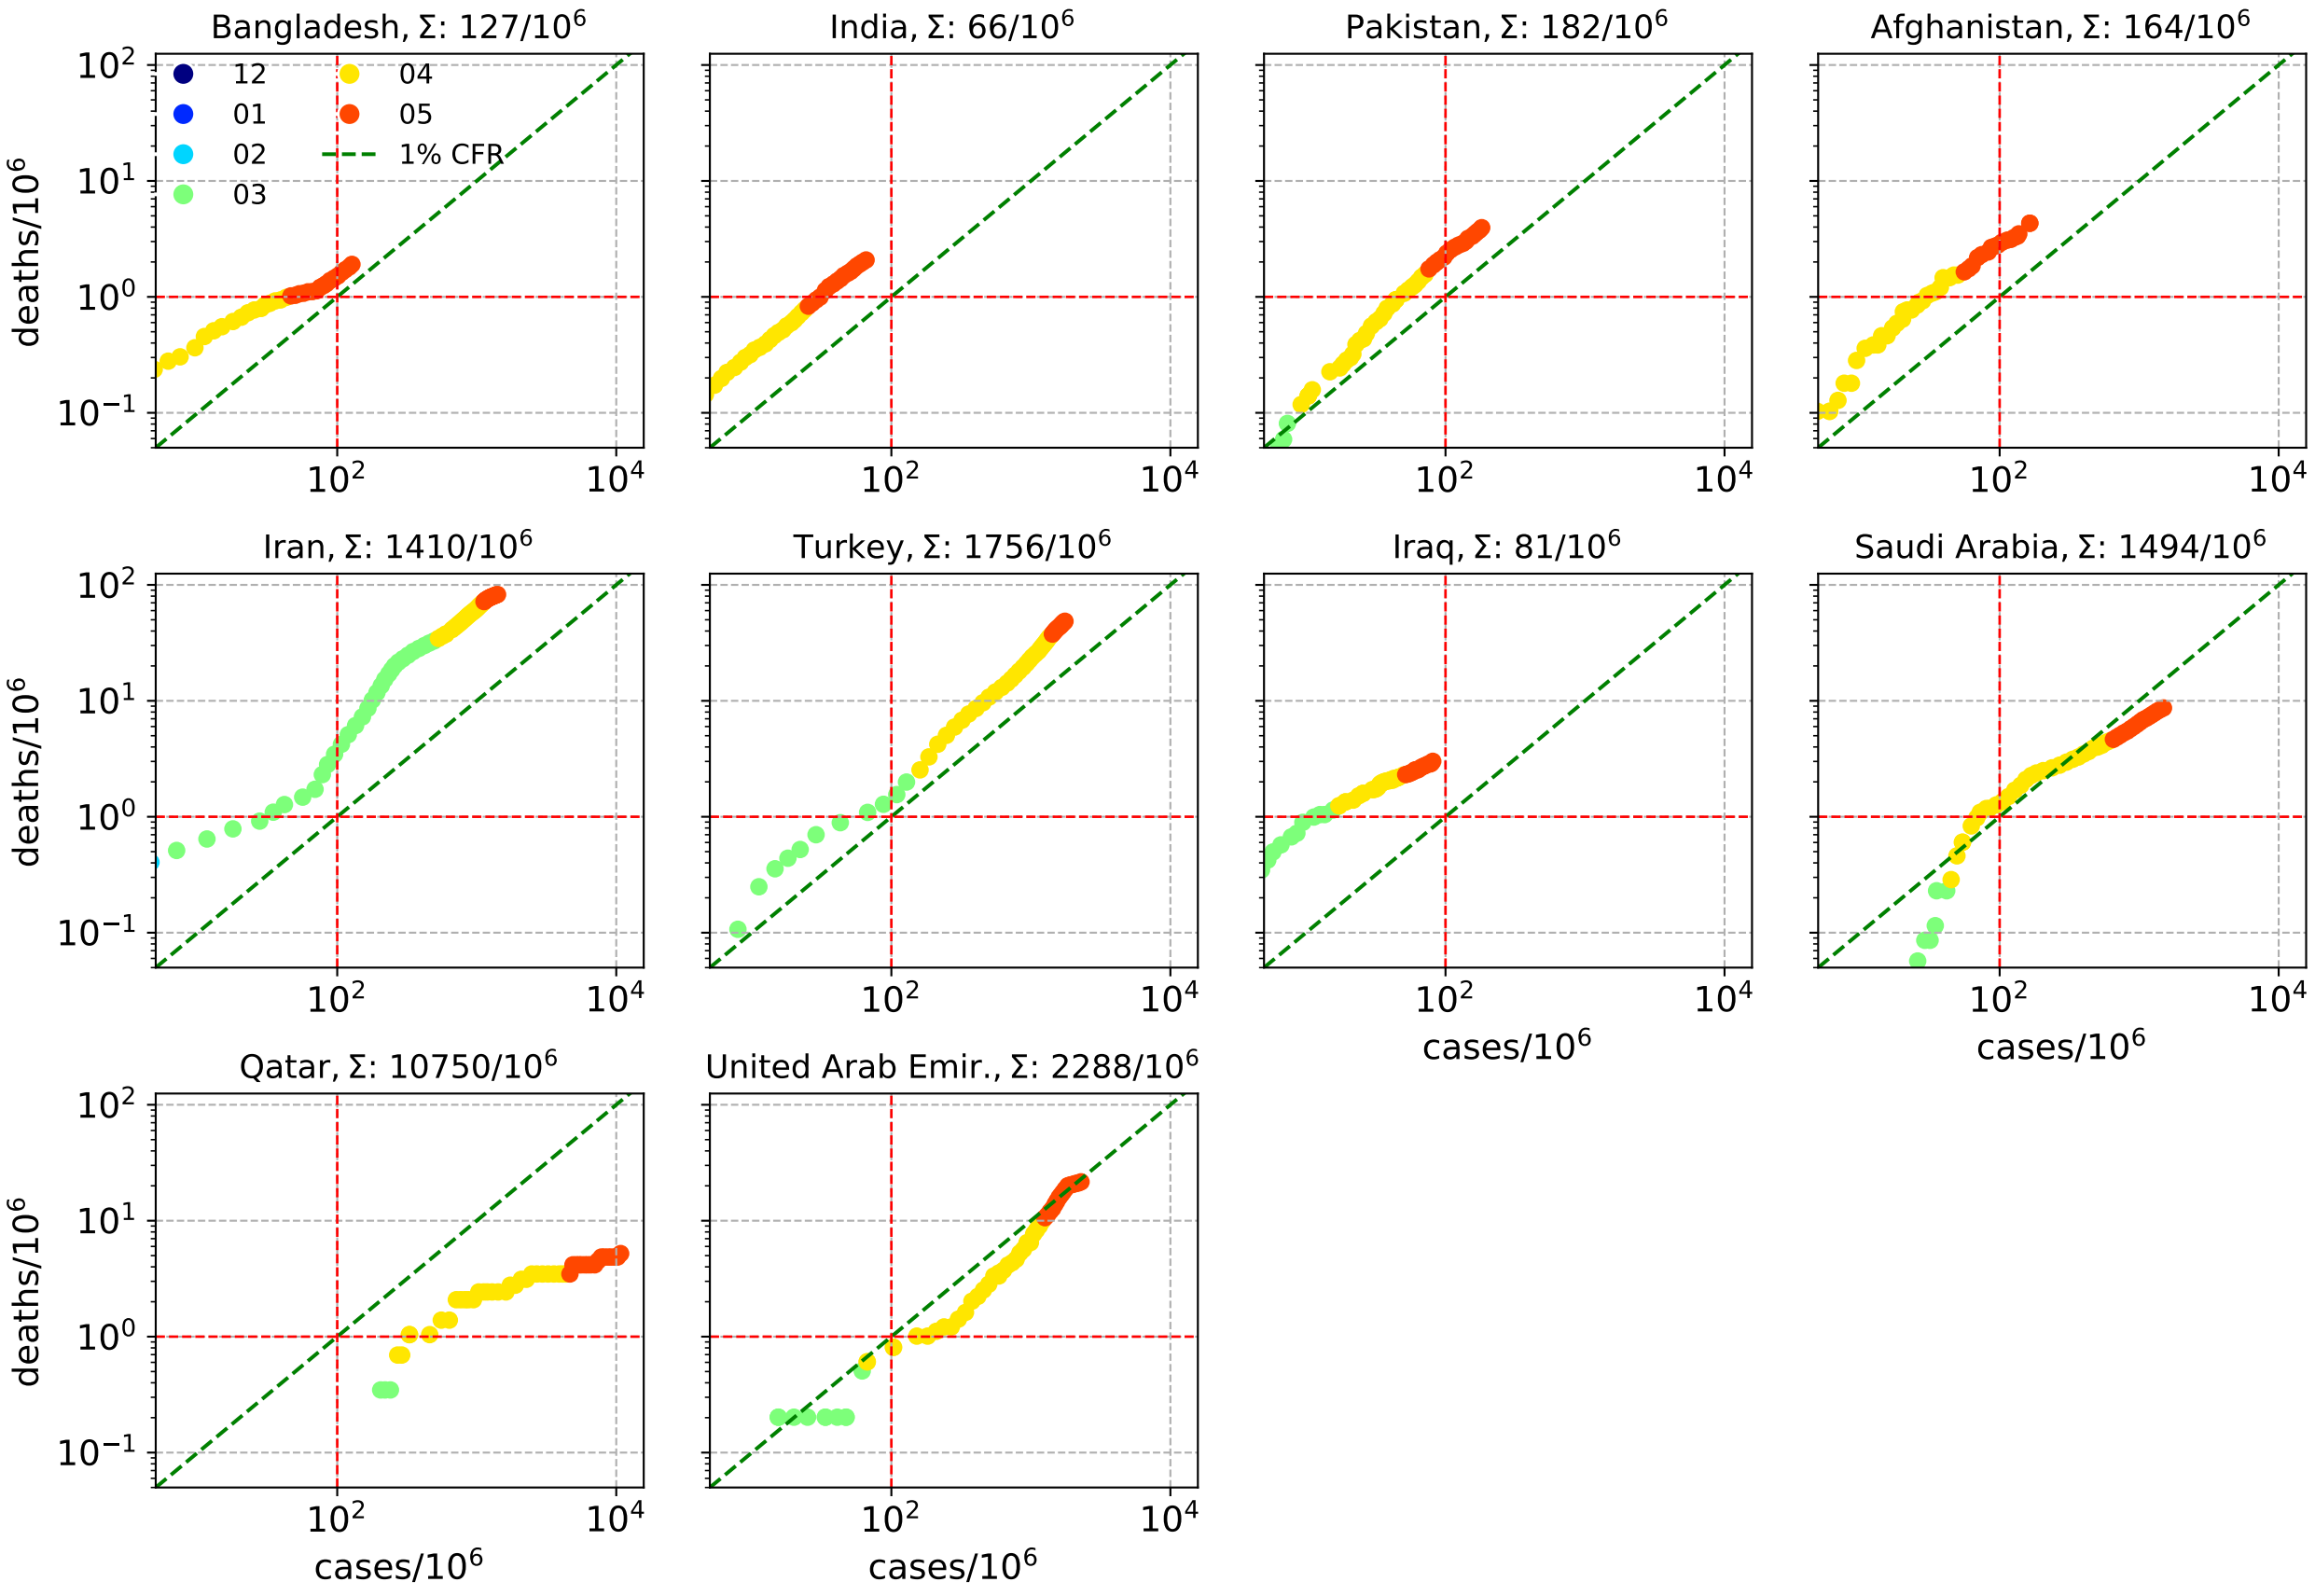 Bangladesh, Σ: 127/10⁶
India, Σ: 66/10⁶
Pakistan, Σ: 182/10⁶
Afghanistan, Σ: 164/10⁶
12 04
01 05
02 1% CFR
03
deaths/10⁶
10²
10¹
10⁰
10⁻¹
10² 10⁴
10² 10⁴
10² 10⁴
10² 10⁴
Iran, Σ: 1410/10⁶
Turkey, Σ: 1756/10⁶
Iraq, Σ: 81/10⁶
Saudi Arabia, Σ: 1494/10⁶
deaths/10⁶
10²
10¹
10⁰
10⁻¹
10² 10⁴
10² 10⁴
10² 10⁴
10² 10⁴
cases/10⁶
cases/10⁶
Qatar, Σ: 10750/10⁶
United Arab Emir., Σ: 2288/10⁶
deaths/10⁶
10²
10¹
10⁰
10⁻¹
10² 10⁴
10² 10⁴
cases/10⁶
cases/10⁶